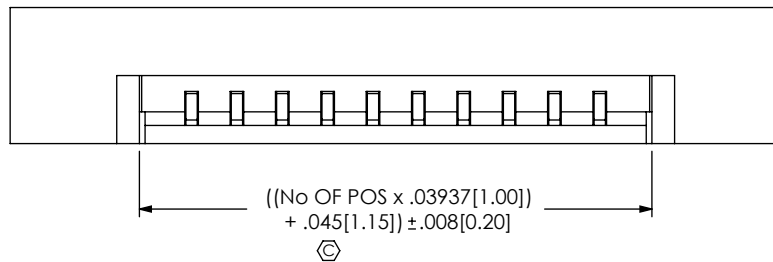 ((No OF POS x .03937[1.00])
+ .045[1.15]) ±.008[0.20]
C